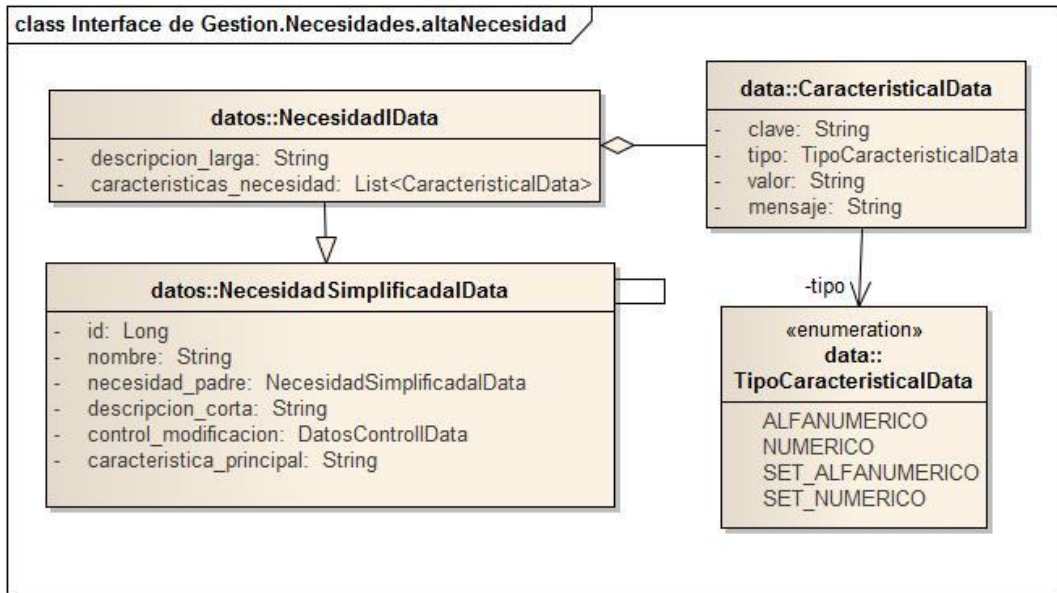 class Interface de Gestion.Necesidades.altaNecesidad
datos::NecesidadIData
- descripcion_larga: String
- caracteristicas_necesidad: List<CaracteristicaIData>
data::CaracteristicaIData
- clave: String
- tipo: TipoCaracteristicaIData
- valor: String
- mensaje: String
datos::NecesidadSimplificadaIData
- id: Long
- nombre: String
- necesidad_padre: NecesidadSimplificadaIData
- descripcion_corta: String
- control_modificacion: DatosControlIData
- caracteristica_principal: String
-tipo
«enumeration»
data::
TipoCaracteristicaIData
ALFANUMERICO
NUMERICO
SET_ALFANUMERICO
SET_NUMERICO